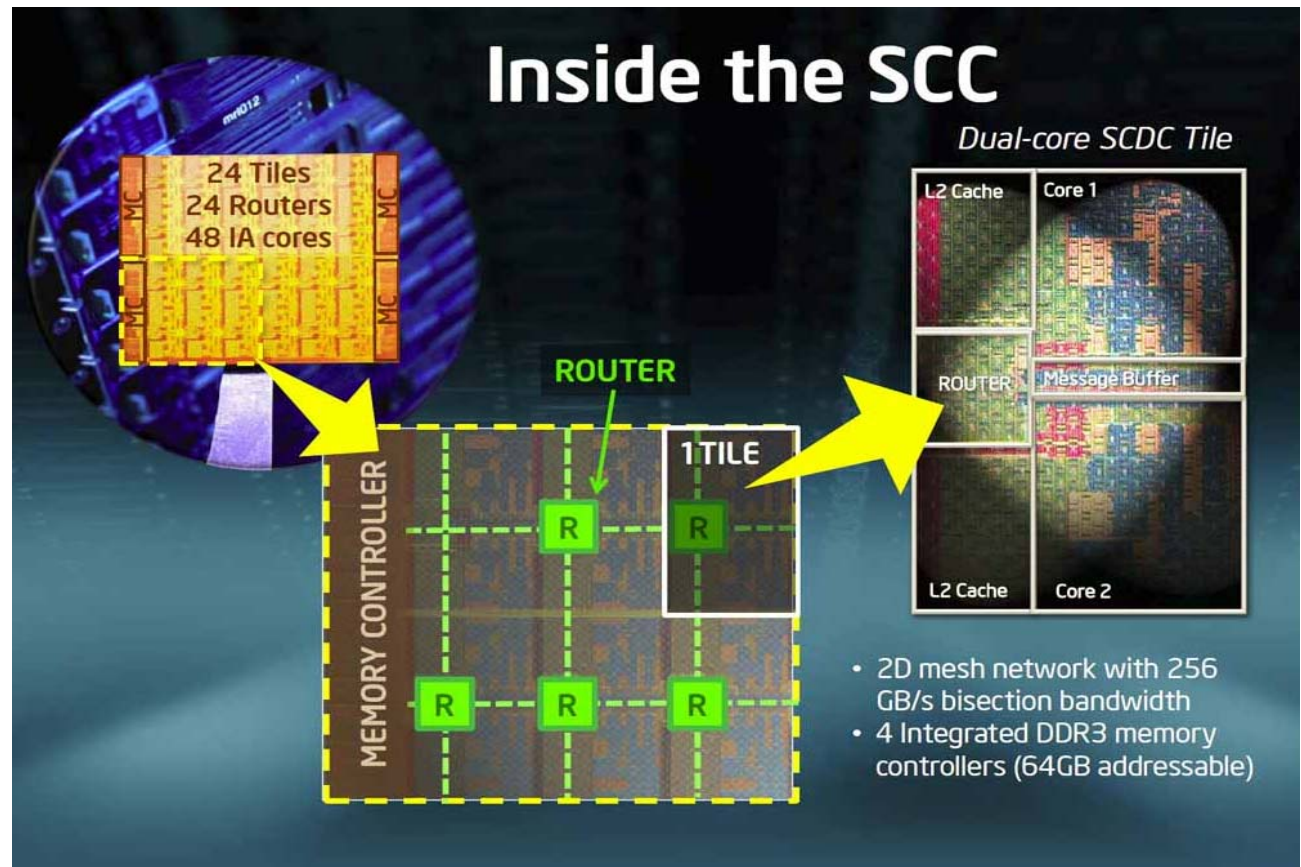 Inside the SCC
mrl012
24 Tiles
24 Routers
48 IA cores
MC
MC
MC
MC
Dual-core SCDC Tile
L2 Cache
Core 1
ROUTER
Message Buffer
L2 Cache
Core 2
ROUTER
1 TILE
MEMORY CONTROLLER
R
R
R
R
R
• 2D mesh network with 256
GB/s bisection bandwidth
• 4 Integrated DDR3 memory
controllers (64GB addressable)